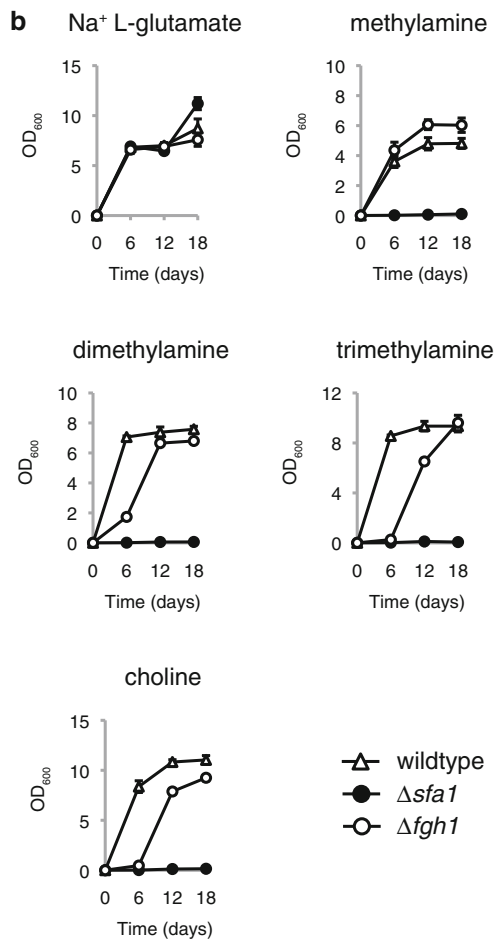 b
Na⁺ L-glutamate
OD₆₀₀
15
10
5
0
0 6 12 18
Time (days)
methylamine
OD₆₀₀
10
8
6
4
2
0
0 6 12 18
Time (days)
dimethylamine
OD₆₀₀
10
8
6
4
2
0
0 6 12 18
Time (days)
trimethylamine
OD₆₀₀
12
8
4
0
0 6 12 18
Time (days)
choline
OD₆₀₀
15
10
5
0
0 6 12 18
Time (days)
wildtype
Δsfa1
Δfgh1